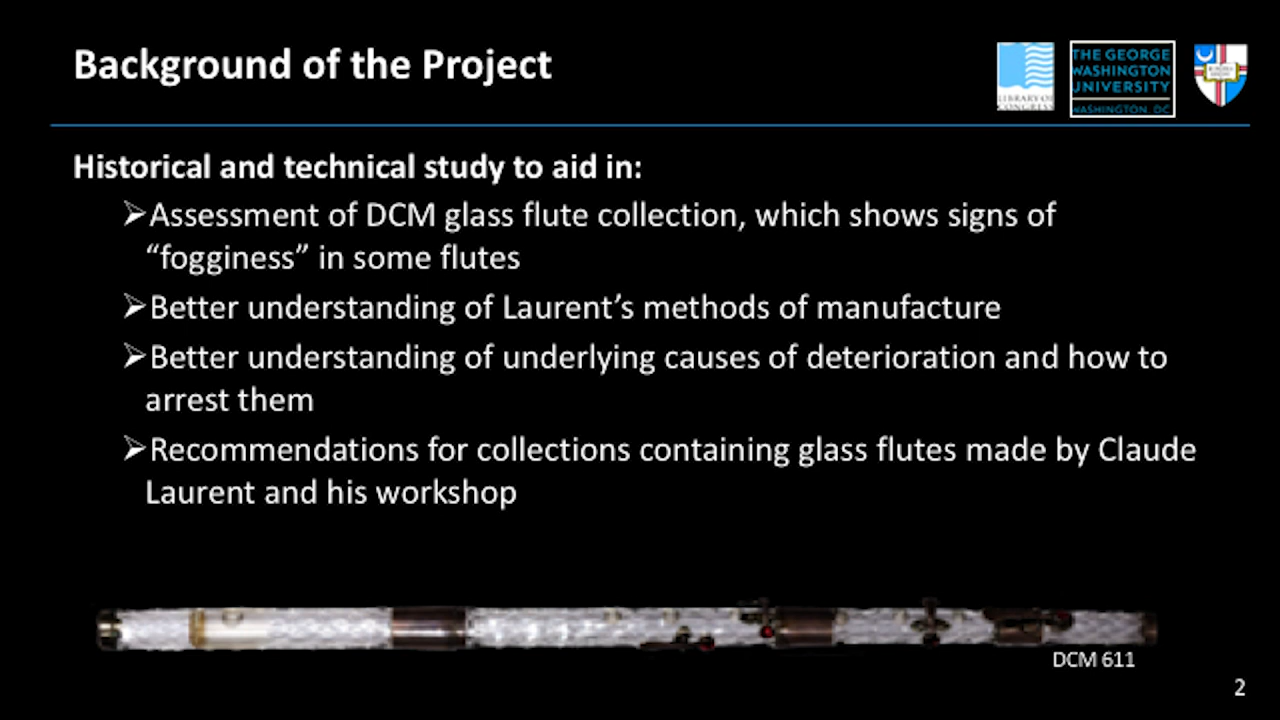 Background of the Project
LIBRARY OF
CONGRESS
THE GEORGE
WASHINGTON
UNIVERSITY
WASHINGTON, DC
Historical and technical study to aid in:
➢Assessment of DCM glass flute collection, which shows signs of
“fogginess” in some flutes
➢Better understanding of Laurent’s methods of manufacture
➢Better understanding of underlying causes of deterioration and how to
arrest them
➢Recommendations for collections containing glass flutes made by Claude
Laurent and his workshop
DCM 611
2